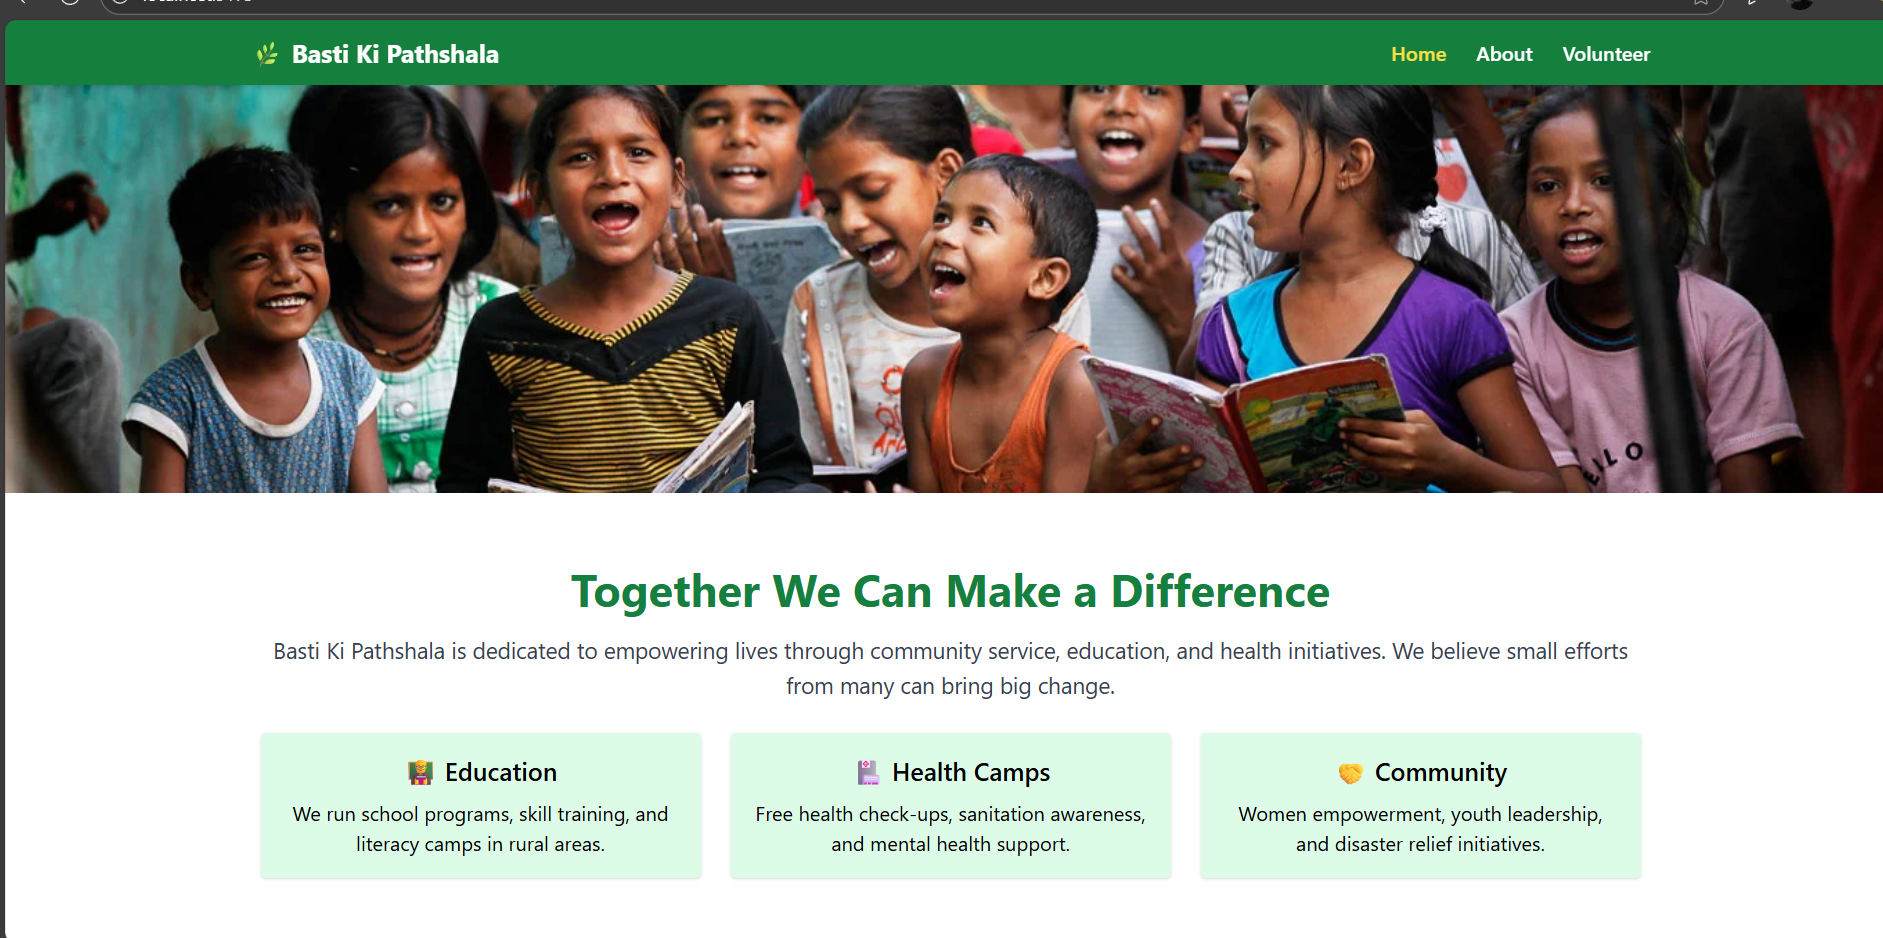 Basti Ki Pathshala
Home About Volunteer
Together We Can Make a Difference
Basti Ki Pathshala is dedicated to empowering lives through community service, education, and health initiatives. We believe small efforts
from many can bring big change.
Education
We run school programs, skill training, and
literacy camps in rural areas.
Health Camps
Free health check-ups, sanitation awareness,
and mental health support.
Community
Women empowerment, youth leadership,
and disaster relief initiatives.